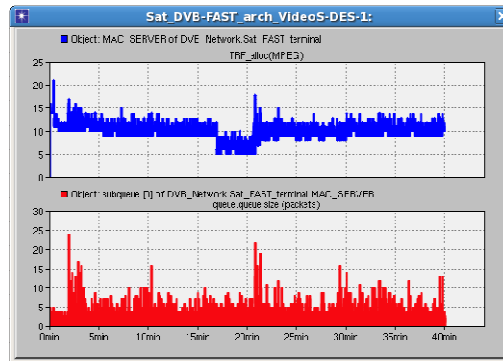 Sat_DVB-FAST_arch_VideoS-DES-1:
Object: MAC_SERVER of DVB_Network.Sat_FAST_terminal
TRF_alloc(MPEG)
25
20
15
10
5
0
Object: subqueue [0] of DVB_Network.Sat_FAST_terminal.MAC_SERVER
queue.queue size (packets)
30
25
20
15
10
5
0
0min 5min 10min 15min 20min 25min 30min 35min 40min